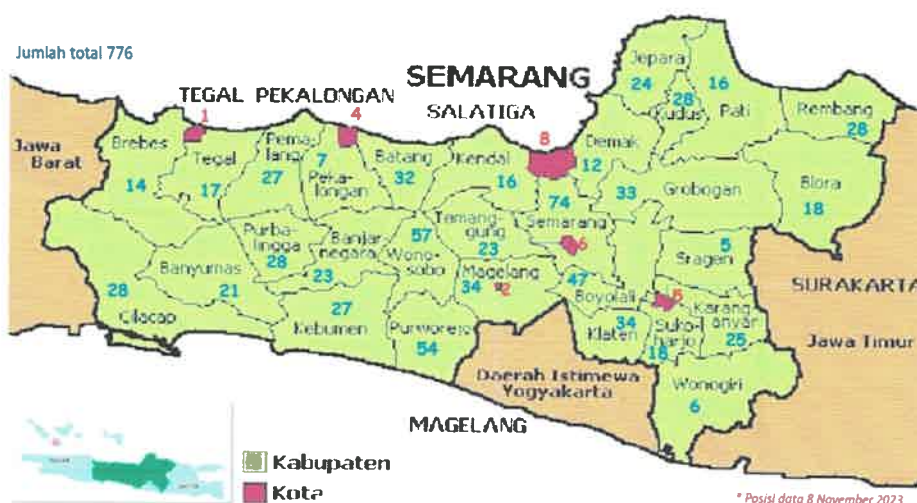 Jumlah total 776
SEMARANG
TEGAL PEKALONGAN
SALATIGA
Jepara
24
28
Kudus
16
Pati
Rembang
28
1
4
8
Jawa
Barat
Brebes
14
Tegal
17
Pema-
lang
27
7
Peka-
longan
Batang
32
Kendal
16
Demak
12
33
Grobogan
Blora
18
74
Semarang
6
Purba-
lingga
28
Banjar-
negara
23
57
Wono-
sobo
Temang-
gung
23
5
Sragen
SURAKARTA
Banyumas
21
28
Cilacap
27
Kebumen
Magelang
34
2
47
Boyolali
5
Karang-
anyar
25
Purworejo
54
34
Klaten
Suko-
harjo
18
Jawa Timur
Daerah Istimewa
Yogyakarta
Wonogiri
6
MAGELANG
Kabupaten
Kota
* Posisi data 8 November 2023